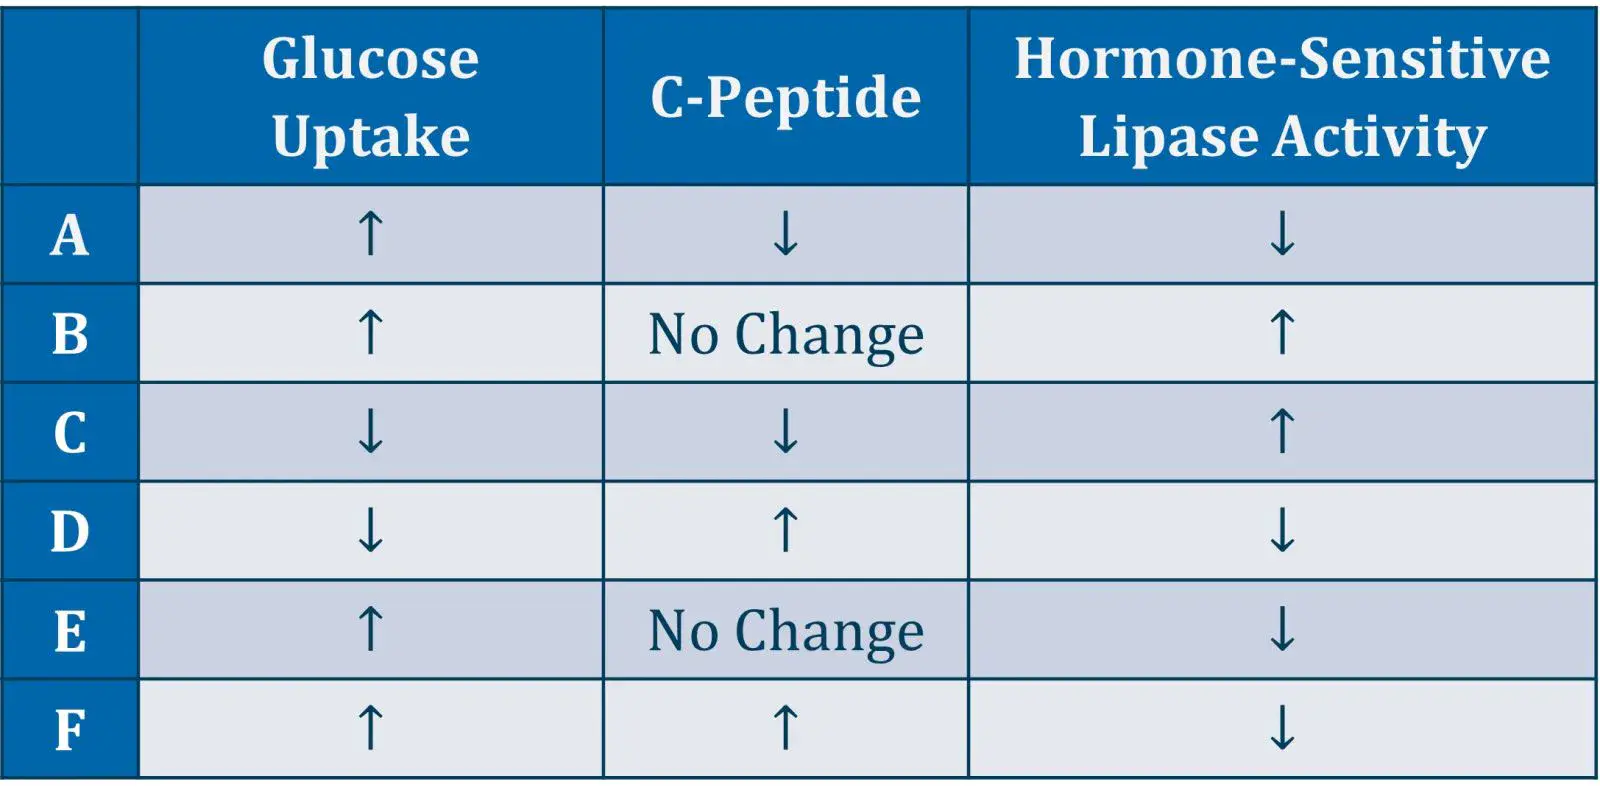 Glucose Uptake C-Peptide Hormone-Sensitive Lipase Activity
A ↑ ↓ ↓
B ↑ No Change ↑
C ↓ ↓ ↑
D ↓ ↑ ↓
E ↑ No Change ↓
F ↑ ↑ ↓